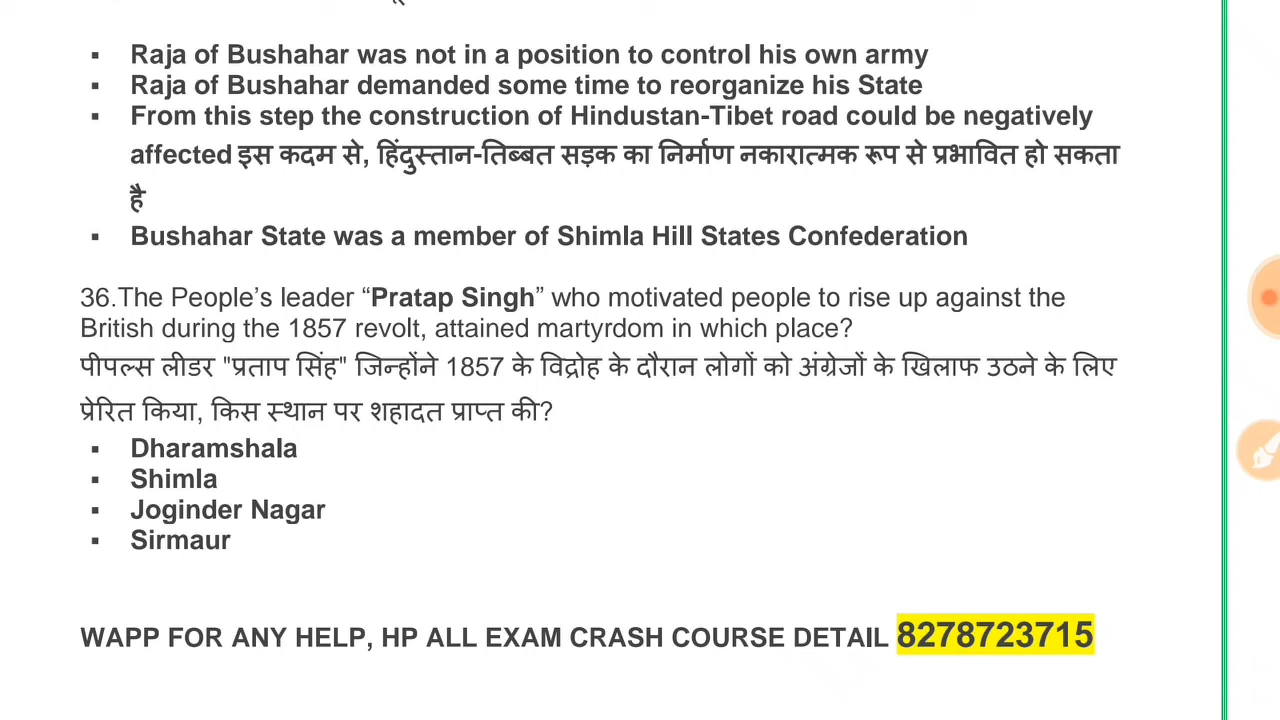 ▪ Raja of Bushahar was not in a position to control his own army
▪ Raja of Bushahar demanded some time to reorganize his State
▪ From this step the construction of Hindustan-Tibet road could be negatively
affected इस कदम से, हिंदुस्तान-तिब्बत सड़क का निर्माण नकारात्मक रूप से प्रभावित हो सकता
है
▪ Bushahar State was a member of Shimla Hill States Confederation
36.The People's leader “Pratap Singh” who motivated people to rise up against the
British during the 1857 revolt, attained martyrdom in which place?
पीपल्स लीडर "प्रताप सिंह" जिन्होंने 1857 के विद्रोह के दौरान लोगों को अंग्रेजों के खिलाफ उठने के लिए
प्रेरित किया, किस स्थान पर शहादत प्राप्त की?
▪ Dharamshala
▪ Shimla
▪ Joginder Nagar
▪ Sirmaur
WAPP FOR ANY HELP, HP ALL EXAM CRASH COURSE DETAIL 8278723715